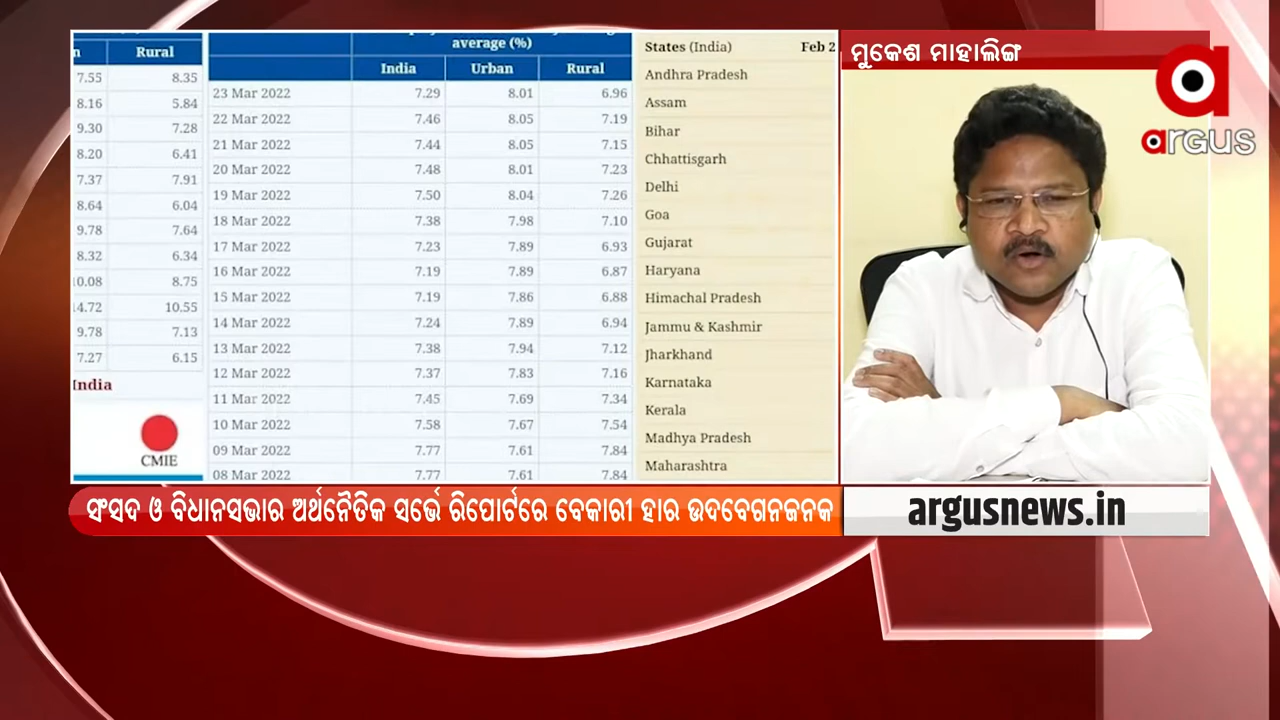 n Rural
7.55 8.35
8.16 5.84
9.30 7.28
8.20 6.41
7.37 7.91
8.64 6.04
9.78 7.64
8.32 6.34
10.08 8.75
14.72 10.55
9.78 7.13
7.27 6.15
India
CMIE
average (%)
India Urban Rural
23 Mar 2022 7.29 8.01 6.96
22 Mar 2022 7.46 8.05 7.19
21 Mar 2022 7.44 8.05 7.15
20 Mar 2022 7.48 8.01 7.23
19 Mar 2022 7.50 8.04 7.26
18 Mar 2022 7.38 7.98 7.10
17 Mar 2022 7.23 7.89 6.93
16 Mar 2022 7.19 7.89 6.87
15 Mar 2022 7.19 7.86 6.88
14 Mar 2022 7.24 7.89 6.94
13 Mar 2022 7.38 7.94 7.12
12 Mar 2022 7.37 7.83 7.16
11 Mar 2022 7.45 7.69 7.34
10 Mar 2022 7.58 7.67 7.54
09 Mar 2022 7.77 7.61 7.84
08 Mar 2022 7.77 7.61 7.84
States (India) Feb 2
Andhra Pradesh
Assam
Bihar
Chhattisgarh
Delhi
Goa
Gujarat
Haryana
Himachal Pradesh
Jammu & Kashmir
Jharkhand
Karnataka
Kerala
Madhya Pradesh
Maharashtra
ମୁକେଶ ମାହାଲିଙ୍ଗ
argus
ସଂସଦ ଓ ବିଧାନସଭାର ଅର୍ଥନୈତିକ ସର୍ଭେ ରିପୋର୍ଟରେ ବେକାରୀ ହାର ଉଦବେଗନଜନକ
argusnews.in